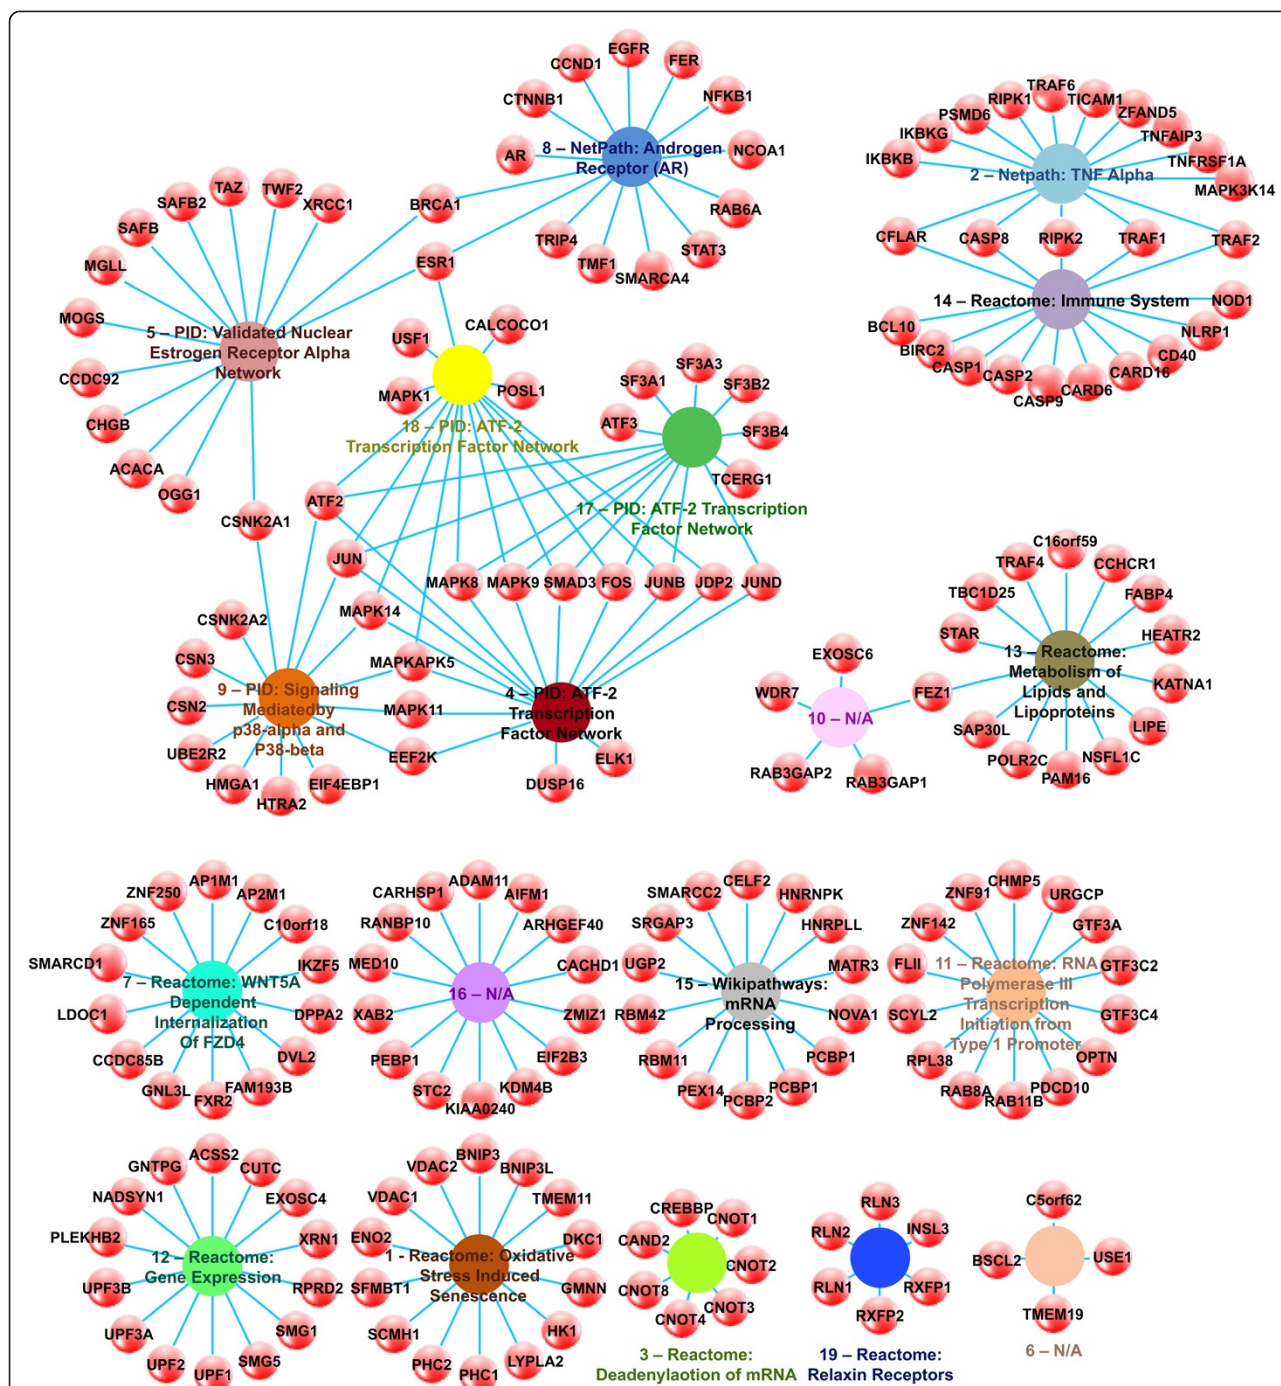 EGFR
CCND1
FER
CTNNB1
NFKB1
AR
8 – NetPath: Androgen
Receptor (AR)
NCOA1
BRCA1
RAB6A
TRIP4
STAT3
TMF1
SMARCA4
ESR1
TRAF6
RIPK1
TICAM1
PSMD6
ZFAND5
IKBKG
TNFAIP3
IKBKB
TNFRSF1A
2 – Netpath: TNF Alpha
MAPK3K14
CFLAR
CASP8
RIPK2
TRAF1
TRAF2
14 – Reactome: Immune System
NOD1
BCL10
NLRP1
BIRC2
CD40
CASP1
CARD16
CASP2
CARD6
CASP9
TAZ
TWF2
SAFB2
XRCC1
SAFB
MGLL
MOGS
5 – PID: Validated Nuclear
Estrogen Receptor Alpha
Network
CCDC92
CHGB
ACACA
OGG1
CSNK2A1
USF1
CALCOCO1
MAPK1
POSL1
18 – PID: ATF-2
Transcription Factor Network
SF3A3
SF3A1
SF3B2
ATF3
SF3B4
TCERG1
17 – PID: ATF-2 Transcription
Factor Network
ATF2
JUN
MAPK8
MAPK9
SMAD3
FOS
JUNB
JDP2
JUND
MAPK14
MAPKAPK5
MAPK11
EEF2K
CSNK2A2
CSN3
CSN2
9 – PID: Signaling
Mediatedby
p38-alpha and
P38-beta
UBE2R2
HMGA1
HTRA2
EIF4EBP1
4 – PID: ATF-2
Transcription
Factor Network
ELK1
DUSP16
EXOSC6
WDR7
FEZ1
10 – N/A
RAB3GAP2
RAB3GAP1
C16orf59
TRAF4
CCHCR1
TBC1D25
FABP4
STAR
HEATR2
13 – Reactome:
Metabolism of
Lipids and
Lipoproteins
KATNA1
SAP30L
LIPE
POLR2C
NSFL1C
PAM16
AP1M1
ZNF250
AP2M1
ZNF165
C10orf18
SMARCD1
IKZF5
7 – Reactome: WNT5A
Dependent
Internalization
Of FZD4
LDOC1
DPPA2
CCDC85B
DVL2
GNL3L
FAM193B
FXR2
ADAM11
CARHSP1
AIFM1
RANBP10
ARHGEF40
MED10
CACHD1
16 – N/A
XAB2
ZMIZ1
PEBP1
EIF2B3
STC2
KDM4B
KIAA0240
CELF2
SMARCC2
HNRNPK
SRGAP3
HNRPLL
UGP2
MATR3
15 – Wikipathways:
mRNA
Processing
RBM42
NOVA1
RBM11
PCBP1
PEX14
PCBP1
PCBP2
CHMP5
ZNF91
URGCP
ZNF142
GTF3A
FLII
GTF3C2
11 – Reactome: RNA
Polymerase III
Transcription
Initiation from
Type 1 Promoter
SCYL2
GTF3C4
RPL38
OPTN
RAB8A
PDCD10
RAB11B
ACSS2
GNTPG
CUTC
NADSYN1
EXOSC4
PLEKHB2
XRN1
12 – Reactome:
Gene Expression
UPF3B
RPRD2
UPF3A
SMG1
UPF2
SMG5
UPF1
BNIP3
VDAC2
BNIP3L
VDAC1
TMEM11
ENO2
DKC1
1 - Reactome: Oxidative
Stress Induced
Senescence
SFMBT1
GMNN
SCMH1
HK1
PHC2
LYPLA2
PHC1
CREBBP
CNOT1
CAND2
CNOT2
CNOT8
CNOT3
CNOT4
3 – Reactome:
Deadenylaotion of mRNA
RLN3
RLN2
INSL3
RLN1
RXFP1
RXFP2
19 – Reactome:
Relaxin Receptors
C5orf62
BSCL2
USE1
TMEM19
6 – N/A